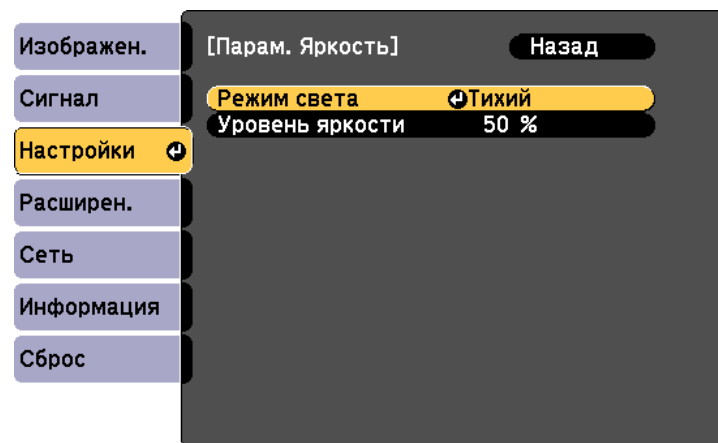 Изображен.
Сигнал
Настройки
Расширен.
Сеть
Информация
Сброс
[Парам. Яркость] Назад
Режим света Тихий
Уровень яркости 50 %